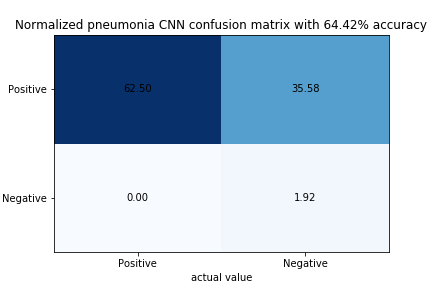 Normalized pneumonia CNN confusion matrix with 64.42% accuracy
Positive 62.50 35.58
Negative 0.00 1.92
Positive Negative
actual value